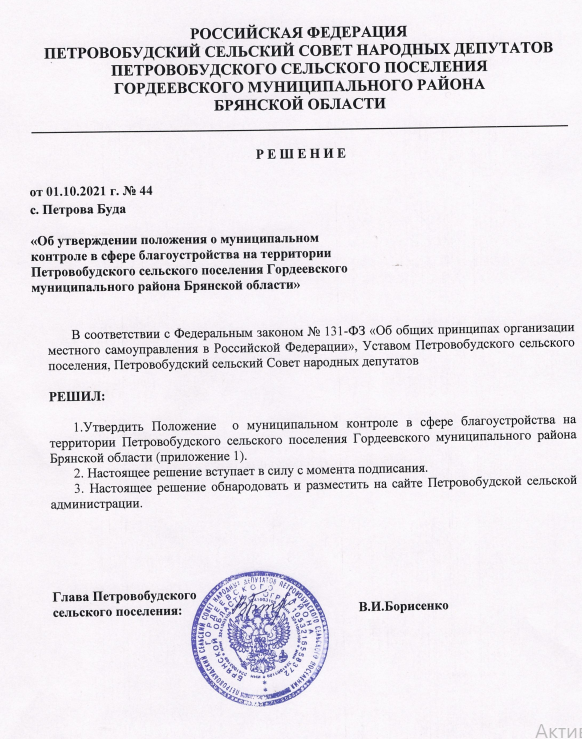 РОССИЙСКАЯ ФЕДЕРАЦИЯ
ПЕТРОВОБУДСКИЙ СЕЛЬСКИЙ СОВЕТ НАРОДНЫХ ДЕПУТАТОВ
ПЕТРОВОБУДСКОГО СЕЛЬСКОГО ПОСЕЛЕНИЯ
ГОРДЕЕВСКОГО МУНИЦИПАЛЬНОГО РАЙОНА
БРЯНСКОЙ ОБЛАСТИ
Р Е Ш Е Н И Е
от 01.10.2021 г. № 44
с. Петрова Буда
«Об утверждении положения о муниципальном
контроле в сфере благоустройства на территории
Петровобудского сельского поселения Гордеевского
муниципального района Брянской области»
В соответствии с Федеральным законом № 131-ФЗ «Об общих принципах организации
местного самоуправления в Российской Федерации», Уставом Петровобудского сельского
поселения, Петровобудский сельский Совет народных депутатов
РЕШИЛ:
1.Утвердить Положение о муниципальном контроле в сфере благоустройства на
территории Петровобудского сельского поселения Гордеевского муниципального района
Брянской области (приложение 1).
2. Настоящее решение вступает в силу с момента подписания.
3. Настоящее решение обнародовать и разместить на сайте Петровобудской сельской
администрации.
Глава Петровобудского
сельского поселения:
В.И.Борисенко
Актив